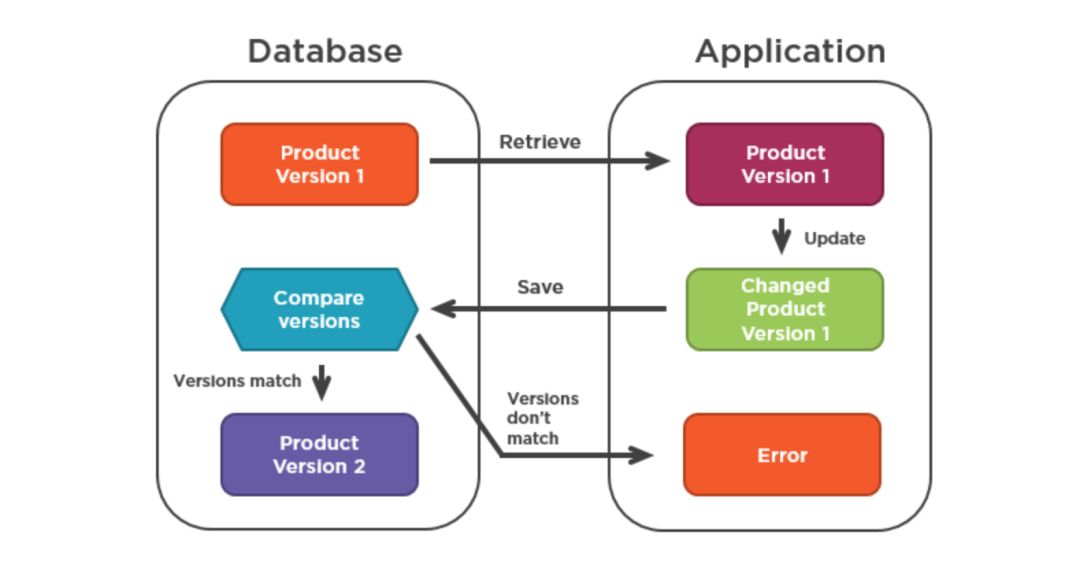 Database
Application
Product
Version 1
Retrieve
Product
Version 1
Update
Changed
Product
Version 1
Save
Compare
versions
Versions match
Product
Version 2
Versions
don't
match
Error